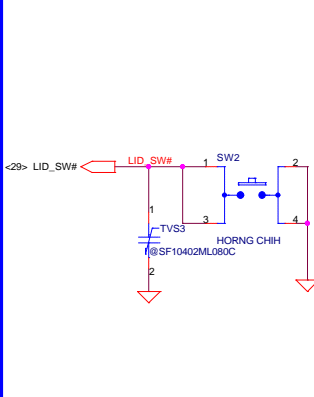 <29> LID_SW# LID_SW# 1 SW2 2
3 4
HORNG CHIH
1
TVS3
@SF10402ML080C
2